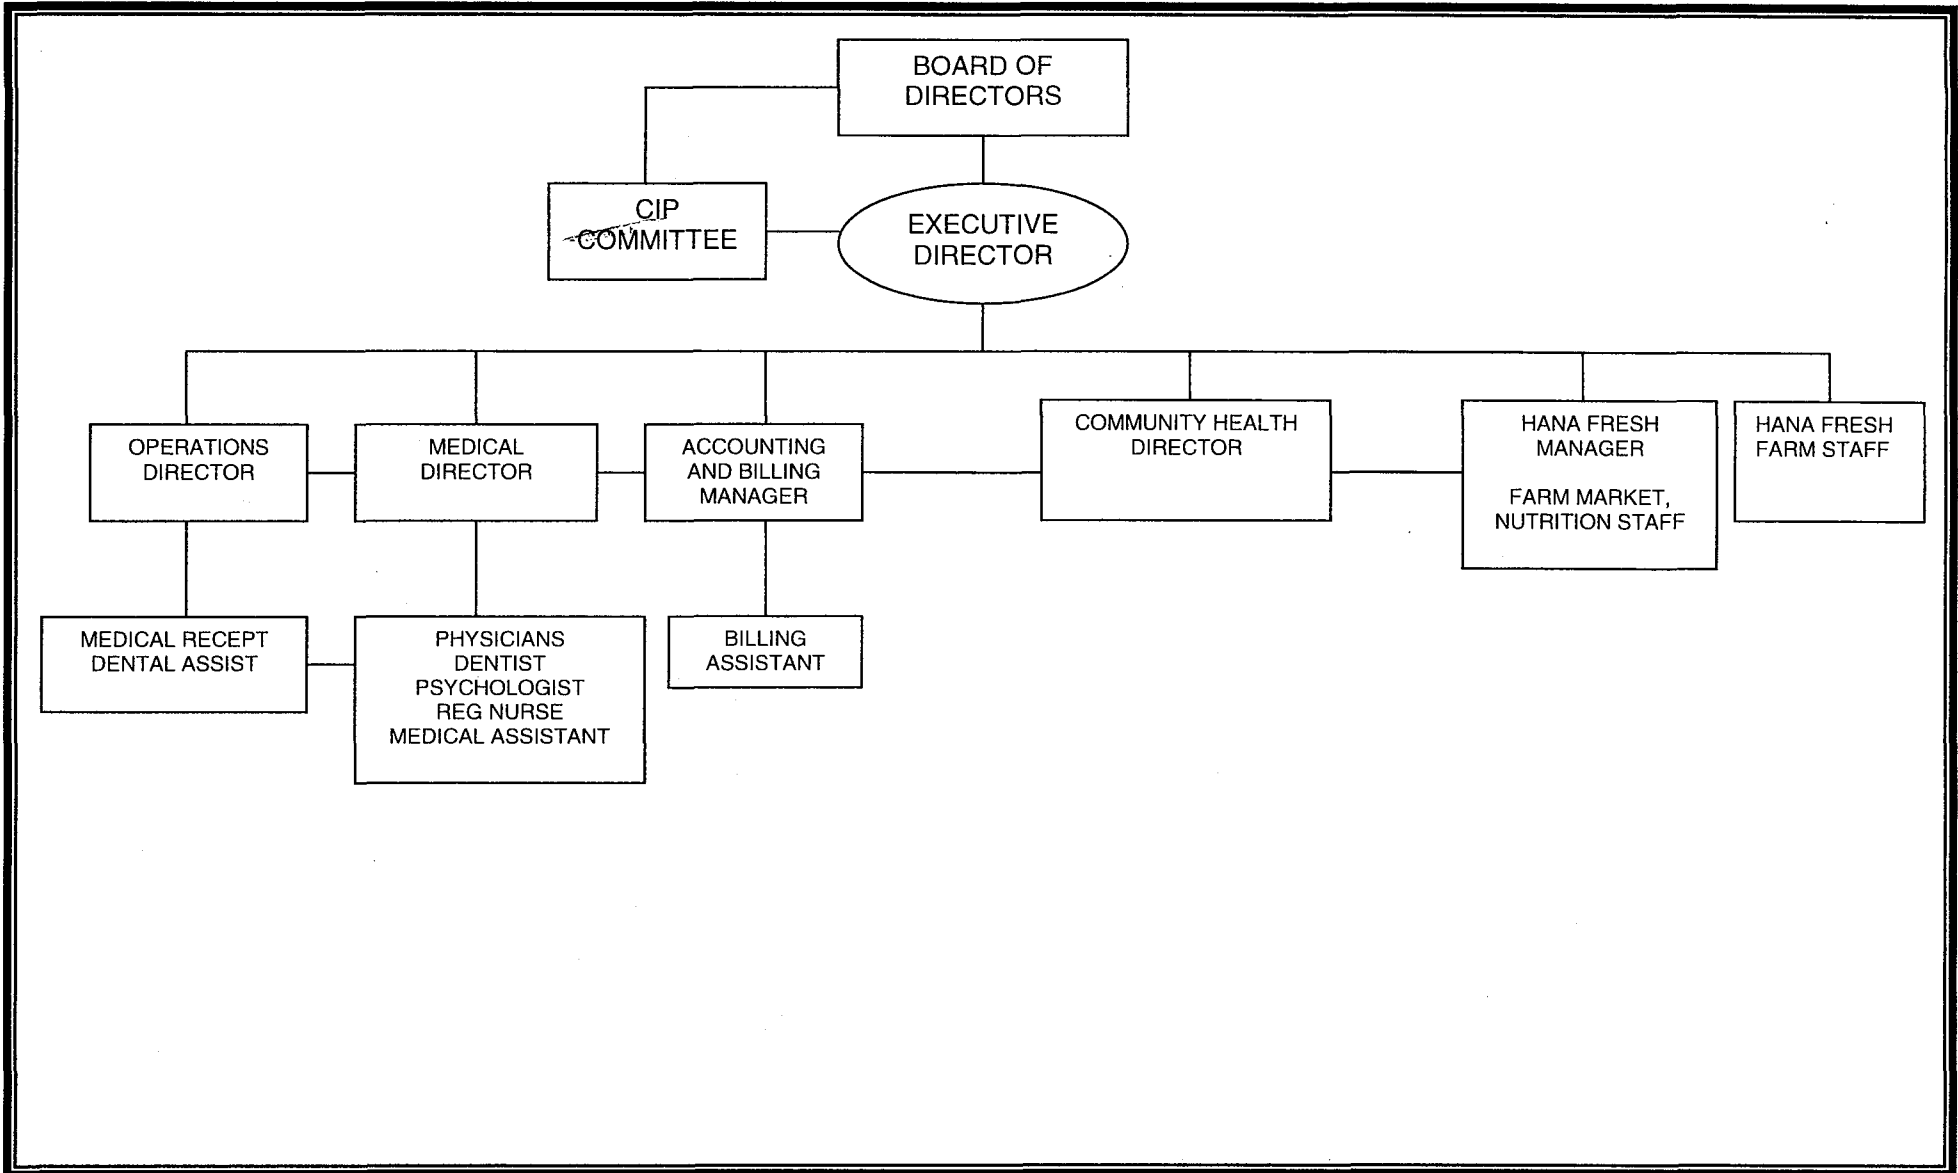 BOARD OF
DIRECTORS
CIP
COMMITTEE
EXECUTIVE
DIRECTOR
OPERATIONS
DIRECTOR
MEDICAL
DIRECTOR
ACCOUNTING
AND BILLING
MANAGER
COMMUNITY HEALTH
DIRECTOR
HANA FRESH
MANAGER
FARM MARKET,
NUTRITION STAFF
HANA FRESH
FARM STAFF
MEDICAL RECEPT
DENTAL ASSIST
PHYSICIANS
DENTIST
PSYCHOLOGIST
REG NURSE
MEDICAL ASSISTANT
BILLING
ASSISTANT